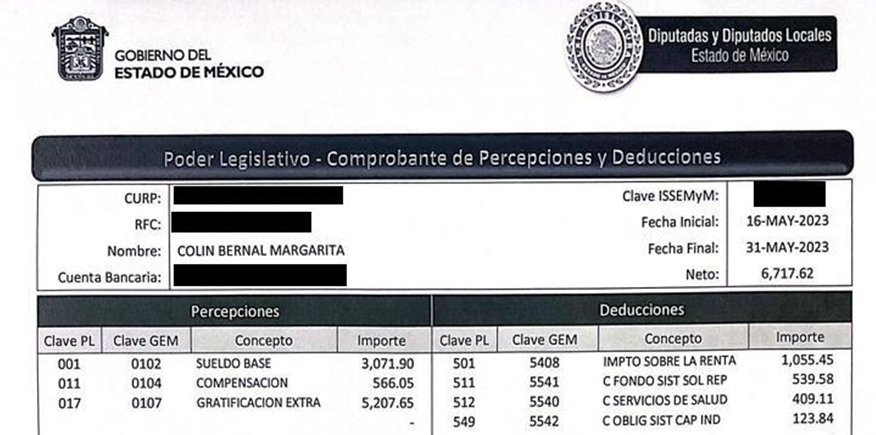 GOBIERNO DEL
ESTADO DE MÉXICO
Diputadas y Diputados Locales
Estado de México
Poder Legislativo - Comprobante de Percepciones y Deducciones
CURP: Clave ISSEMyM:
RFC: Fecha Inicial: 16-MAY-2023
Nombre: COLIN BERNAL MARGARITA Fecha Final: 31-MAY-2023
Cuenta Bancaria: Neto: 6,717.62
Percepciones Deducciones
Clave PL Clave GEM Concepto Importe Clave PL Clave GEM Concepto Importe
001 0102 SUELDO BASE 3,071.90 501 5408 IMPTO SOBRE LA RENTA 1,055.45
011 0104 COMPENSACION 566.05 511 5541 C FONDO SIST SOL REP 539.58
017 0107 GRATIFICACION EXTRA 5,207.65 512 5540 C SERVICIOS DE SALUD 409.11
- 549 5542 C OBLIG SIST CAP IND 123.84